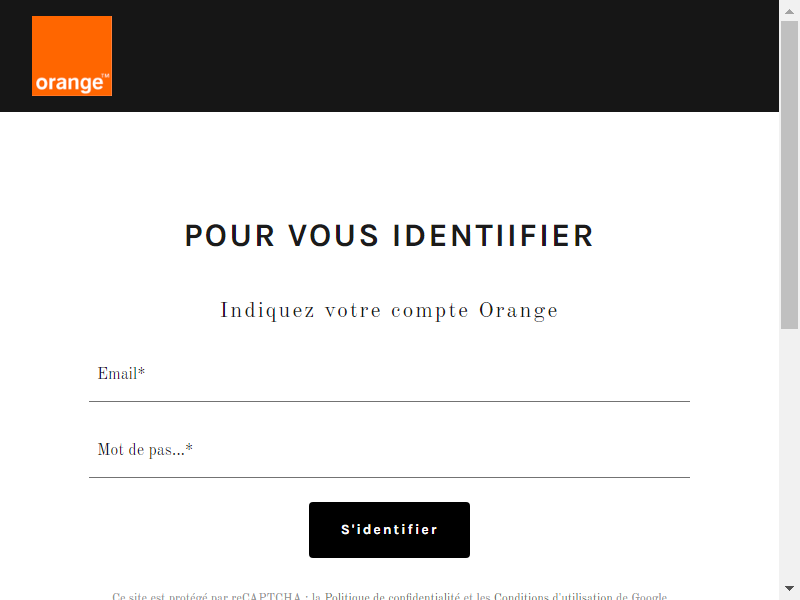 orange™
POUR VOUS IDENTIIFIER
Indiquez votre compte Orange
Email*
Mot de pas...*
S'identifier
Ce site est protégé par reCAPTCHA ; la Politique de confidentialité et les Conditions d'utilisation de Google